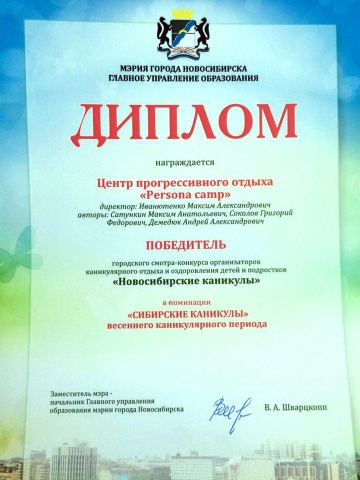 МЭРИЯ ГОРОДА НОВОСИБИРСКА
ГЛАВНОЕ УПРАВЛЕНИЕ ОБРАЗОВАНИЯ
ДИПЛОМ
награждается
Центр прогрессивного отдыха
«Persona camp»
директор: Иванютенко Максим Александрович
авторы: Сатункин Максим Анатольевич, Соколов Григорий
Федорович, Демедюк Андрей Александрович
ПОБЕДИТЕЛЬ
городского смотра-конкурса организаторов
каникулярного отдыха и оздоровления детей и подростков
«Новосибирские каникулы»
в номинации
«СИБИРСКИЕ КАНИКУЛЫ»
весеннего каникулярного периода
Заместитель мэра -
начальник Главного управления
образования мэрии города Новосибирска
В. А. Шварцкопп